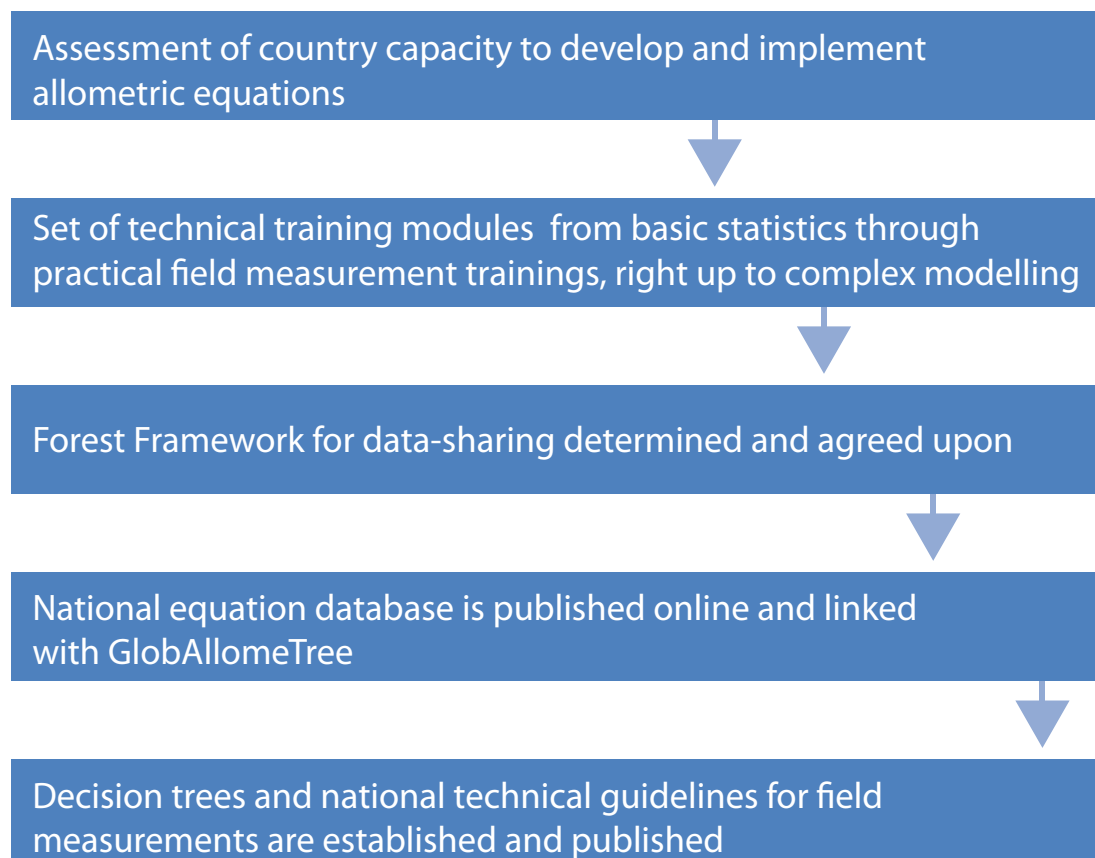 Assessment of country capacity to develop and implement
allometric equations
Set of technical training modules  from basic statistics through
practical field measurement trainings, right up to complex modelling
Forest Framework for data-sharing determined and agreed upon
National equation database is published online and linked
with GlobAllomeTree
Decision trees and national technical guidelines for field
measurements are established and published